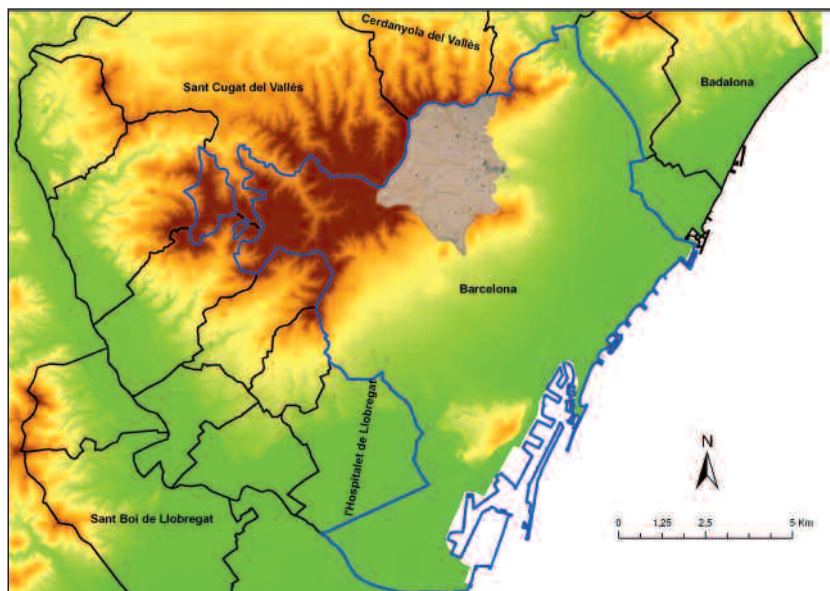 Cerdanyola del Vallès
Sant Cugat del Vallès
Badalona
Barcelona
l'Hospitalet de Llobregat
Sant Boi de Llobregat
N
0 1,25 2,5 5 Km